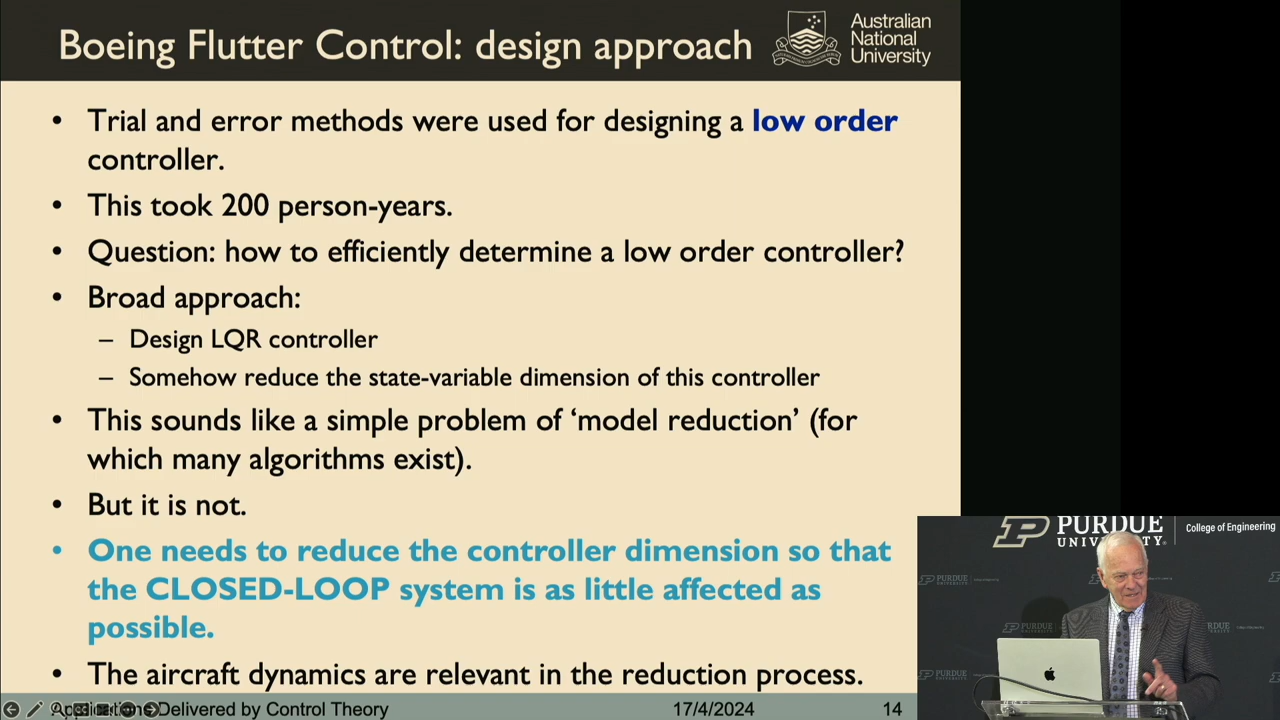 Boeing Flutter Control: design approach
Australian
National
University
• Trial and error methods were used for designing a low order
controller.
• This took 200 person-years.
• Question: how to efficiently determine a low order controller?
• Broad approach:
– Design LQR controller
– Somehow reduce the state-variable dimension of this controller
• This sounds like a simple problem of ‘model reduction’ (for
which many algorithms exist).
• But it is not.
• One needs to reduce the controller dimension so that
the CLOSED-LOOP system is as little affected as
possible.
• The aircraft dynamics are relevant in the reduction process.
Applications Delivered by Control Theory
17/4/2024
14
PURDUE
UNIVERSITY.
College of Engineering
PURDUE
PURDUE
PURDUE